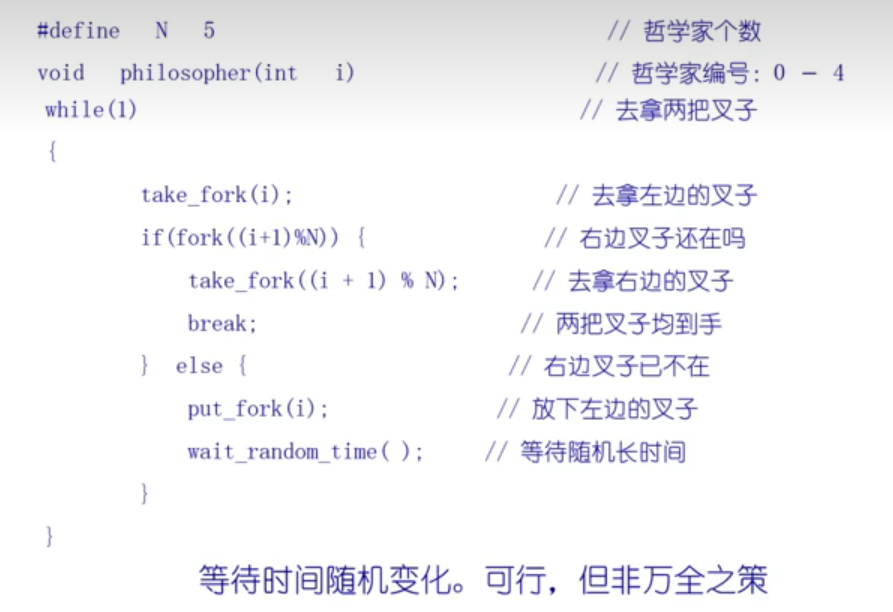 #define N 5 // 哲学家个数
void philosopher(int i) // 哲学家编号: 0 － 4
while(1) // 去拿两把叉子
{
take_fork(i); // 去拿左边的叉子
if(fork((i+1)%N)) { // 右边叉子还在吗
take_fork((i + 1) % N); // 去拿右边的叉子
break; // 两把叉子均到手
} else { // 右边叉子已不在
put_fork(i); // 放下左边的叉子
wait_random_time( ); // 等待随机长时间
}
}
等待时间随机变化。可行，但非万全之策